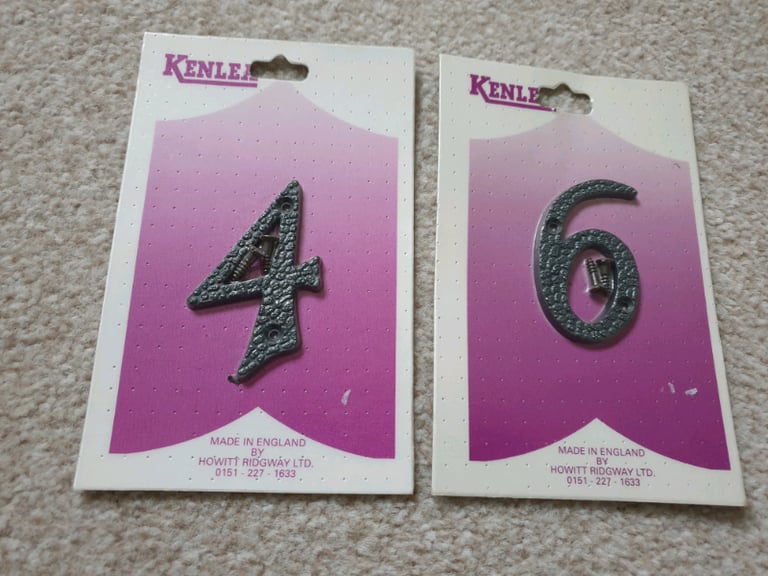 KENLEA
4
MADE IN ENGLAND
BY
HOWITT RIDGWAY LTD.
0151 - 227 - 1633
KENLE
6
MADE IN ENGLAND
BY
HOWITT RIDGWAY LTD.
0151 - 227 - 1633